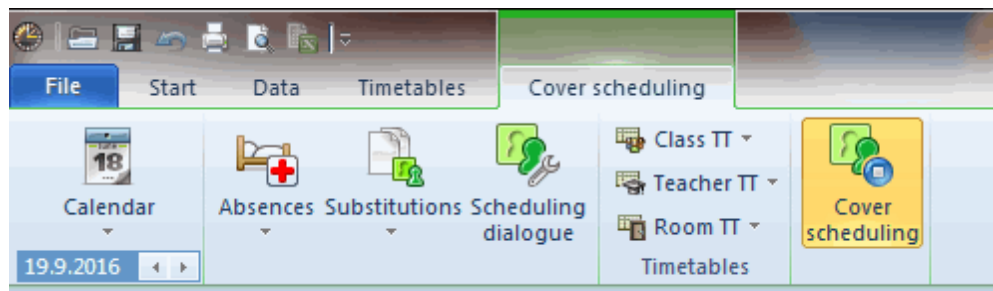 File Start Data Timetables Cover scheduling
18
Calendar
19.9.2016
Absences
Substitutions
Scheduling
dialogue
Class TT
Teacher TT
Room TT
Timetables
Cover
scheduling